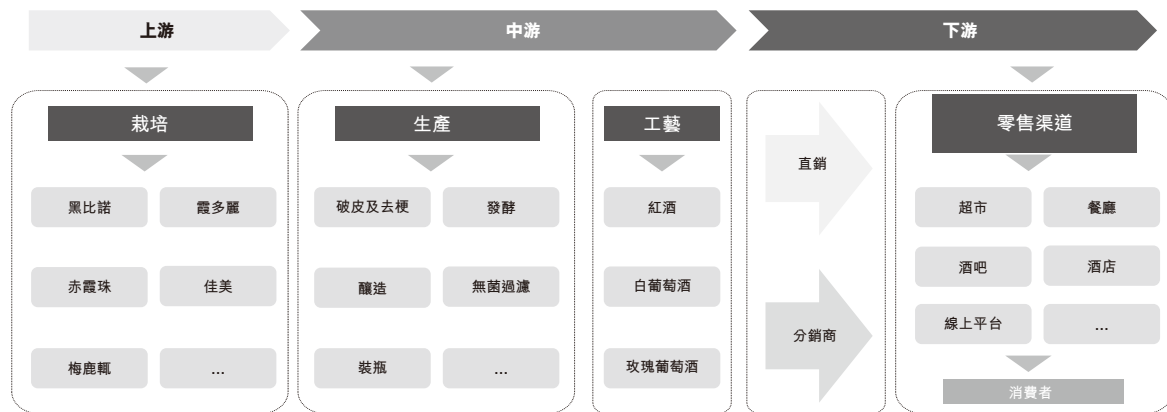 上游
中游
下游
栽培
黑比諾
霞多麗
赤霞珠
佳美
梅鹿輒
...
生產
破皮及去梗
發酵
釀造
無菌過濾
裝瓶
...
工藝
紅酒
白葡萄酒
玫瑰葡萄酒
直銷
分銷商
零售渠道
超市
餐廳
酒吧
酒店
線上平台
...
消費者